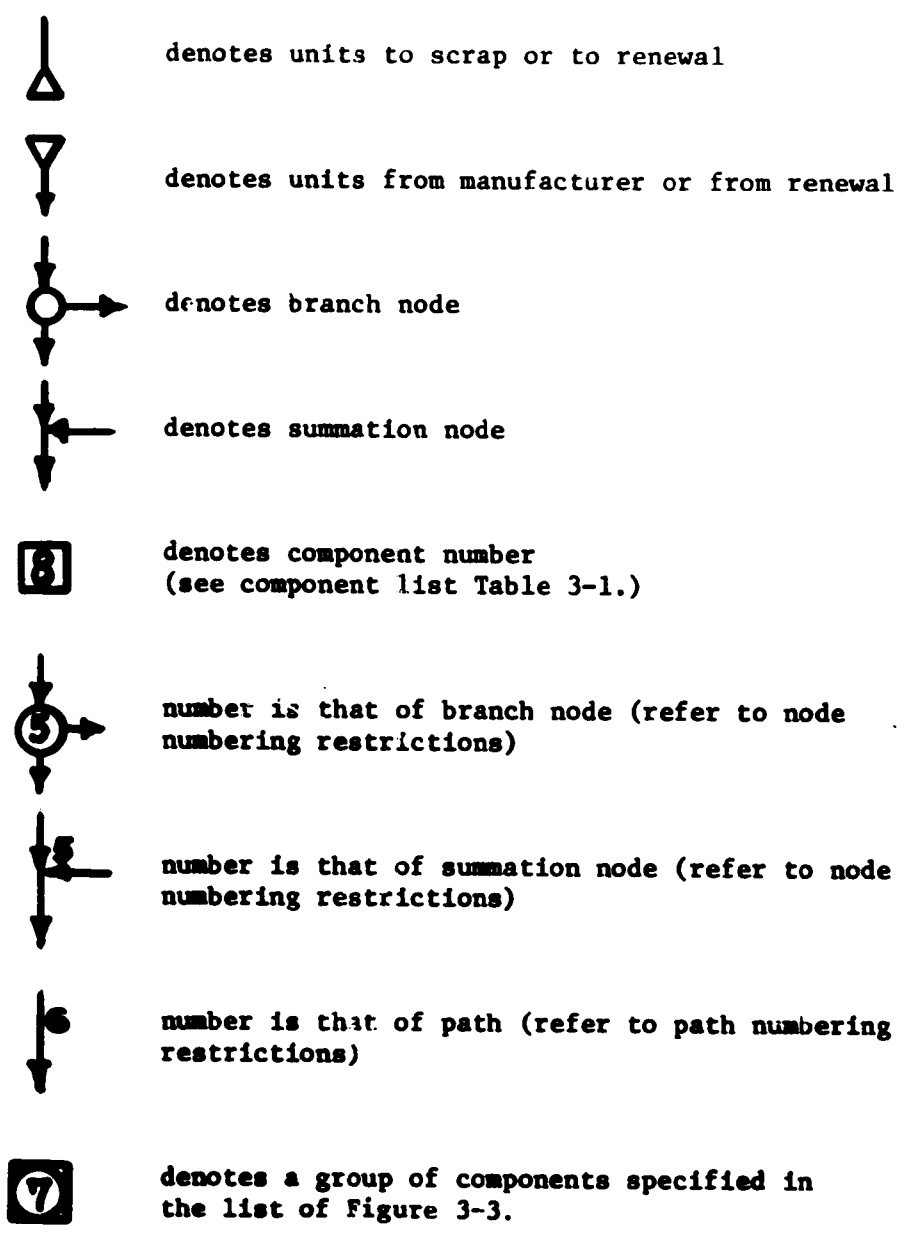 denotes units to scrap or to renewal
denotes units from manufacturer or from renewal
denotes branch node
denotes summation node
8
denotes component number
(see component list Table 3-1.)
5
number is that of branch node (refer to node
numbering restrictions)
5
number is that of summation node (refer to node
numbering restrictions)
6
number is that of path (refer to path numbering
restrictions)
7
denotes a group of components specified in
the list of Figure 3-3.